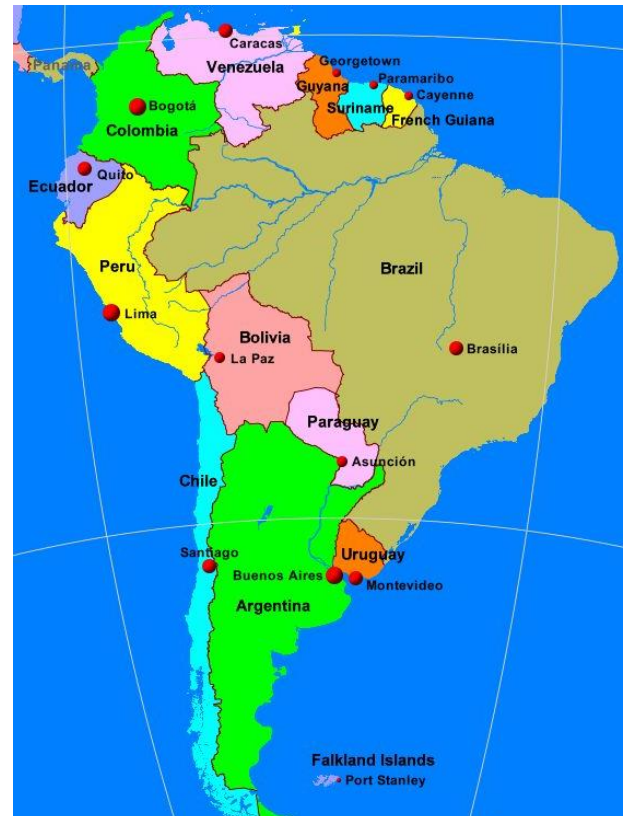 Caracas
Panama
Venezuela
Georgetown
Paramaribo
Guyana
Cayenne
Bogotá
Suriname
French Guiana
Colombia
Quito
Ecuador
Peru
Brazil
Lima
Bolivia
Brasília
La Paz
Paraguay
Asunción
Chile
Santiago
Uruguay
Buenos Aires
Montevideo
Argentina
Falkland Islands
Port Stanley